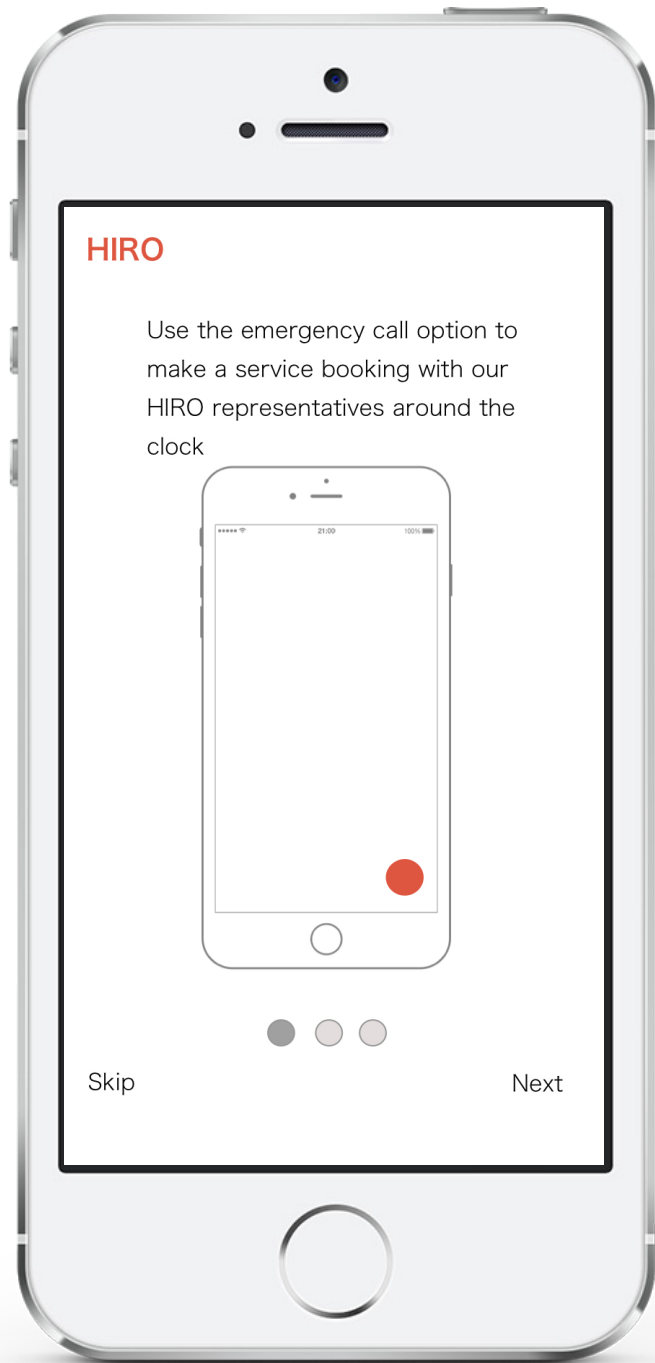 HIRO
Use the emergency call option to
make a service booking with our
HIRO representatives around the
clock
21:00 100%
Skip Next